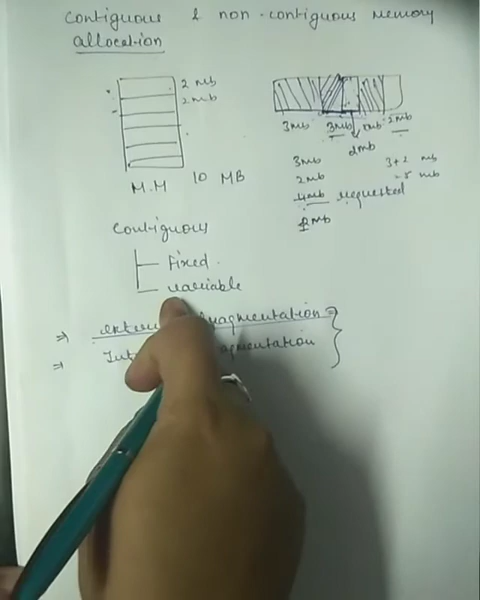 Contiguous & non-contiguous Memory
allocation
2 mb
2 mb
M.M 10 MB
3mb 3mb 2mb
2mb
3mb 3+2 mb
2mb = 5 mb
4mb requested
Contiguous
Fixed
variable
⇒ fragmentation =
⇒